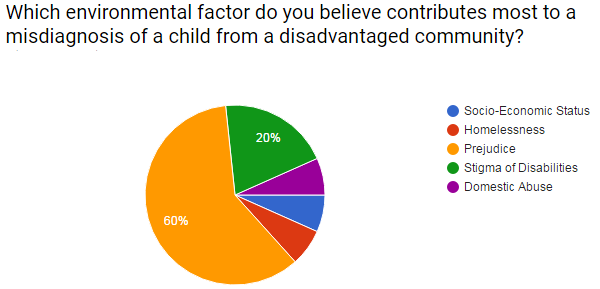 Which environmental factor do you believe contributes most to a
misdiagnosis of a child from a disadvantaged community?
20%
60%
Socio-Economic Status
Homelessness
Prejudice
Stigma of Disabilities
Domestic Abuse